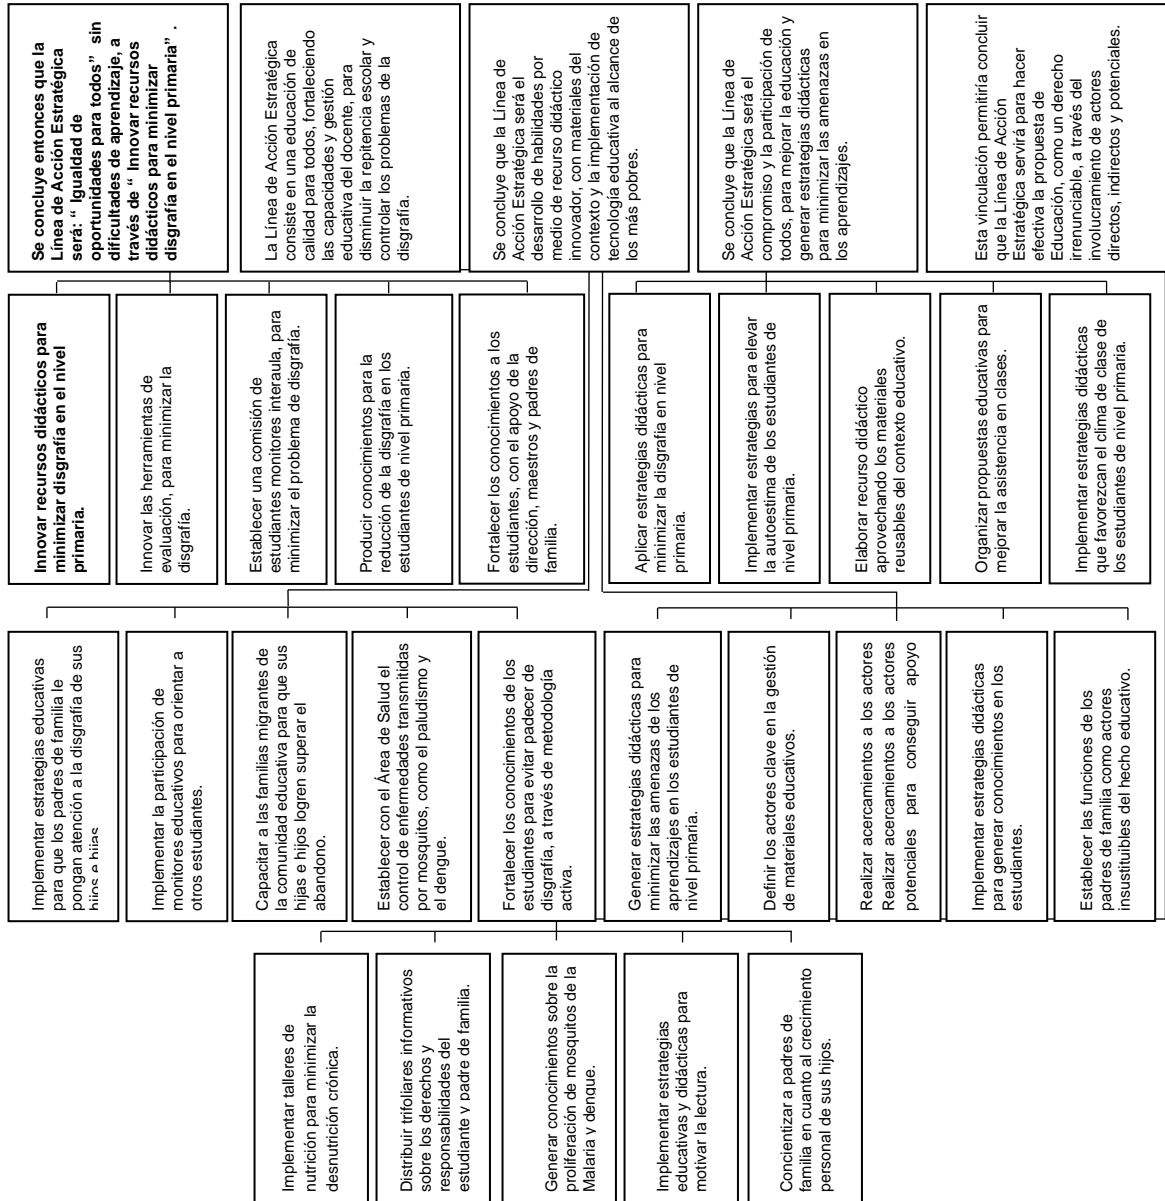 Implementar talleres de
nutrición para minimizar la
desnutrición crónica.
Distribuir trifoliares informativos
sobre los derechos y
responsabilidades del
estudiante y padre de familia.
Generar conocimientos sobre la
proliferación de mosquitos de la
Malaria y dengue.
Implementar estrategias
educativas y didácticas para
motivar la lectura.
Concientizar a padres de
familia en cuanto al crecimiento
personal de sus hijos.
Implementar estrategias educativas
para que los padres de familia le
pongan atención a la disgrafía de sus
hijos e hijas
Implementar la participación de
monitores educativos para orientar a
otros estudiantes.
Capacitar a las familias migrantes de
la comunidad educativa para que sus
hijas e hijos logren superar el
abandono.
Establecer con el Área de Salud el
control de enfermedades transmitidas
por mosquitos, como el paludismo y
el dengue.
Fortalecer los conocimientos de los
estudiantes para evitar padecer de
disgrafía, a través de metodología
activa.
Generar estrategias didácticas para
minimizar las amenazas de los
aprendizajes en los estudiantes de
nivel primaria.
Definir los actores clave en la gestión
de materiales educativos.
Realizar acercamientos a los actores
Realizar acercamientos a los actores
potenciales para conseguir apoyo
Implementar estrategias didácticas
para generar conocimientos en los
estudiantes.
Establecer las funciones de los
padres de familia como actores
insustituibles del hecho educativo.
Innovar recursos didácticos para
minimizar disgrafía en el nivel
primaria.
Innovar las herramientas de
evaluación, para minimizar la
disgrafía.
Establecer una comisión de
estudiantes monitores interaula, para
minimizar el problema de disgrafía.
Producir conocimientos para la
reducción de la disgrafía en los
estudiantes de nivel primaria.
Fortalecer los conocimientos a los
estudiantes, con el apoyo de la
dirección, maestros y padres de
familia.
Aplicar estrategias didácticas para
minimizar la disgrafía en nivel
primaria.
Implementar estrategias para elevar
la autoestima de los estudiantes de
nivel primaria.
Elaborar recurso didáctico
aprovechando los materiales
reusables del contexto educativo.
Organizar propuestas educativas para
mejorar la asistencia en clases.
Implementar estrategias didácticas
que favorezcan el clima de clase de
los estudiantes de nivel primaria.
Se concluye entonces que la
Línea de Acción Estratégica
será: “ Igualdad de
oportunidades para todos” sin
dificultades de aprendizaje, a
través de “ Innovar recursos
didácticos para minimizar
disgrafía en el nivel primaria” .
La Línea de Acción Estratégica
consiste en una educación de
calidad para todos, fortaleciendo
las capacidades y gestión
educativa del docente, para
disminuir la repitencia escolar y
controlar los problemas de la
disgrafía.
Se concluye que la Línea de
Acción Estratégica será el
desarrollo de habilidades por
medio de recurso didáctico
innovador, con materiales del
contexto y la implementación de
tecnología educativa al alcance de
los más pobres.
Se concluye que la Línea de
Acción Estratégica será el
compromiso y la participación de
todos, para mejorar la educación y
generar estrategias didácticas
para minimizar las amenazas en
los aprendizajes.
Esta vinculación permitiría concluir
que la Línea de Acción
Estratégica servirá para hacer
efectiva la propuesta de
Educación, como un derecho
irrenunciable, a través del
involucramiento de actores
directos, indirectos y potenciales.